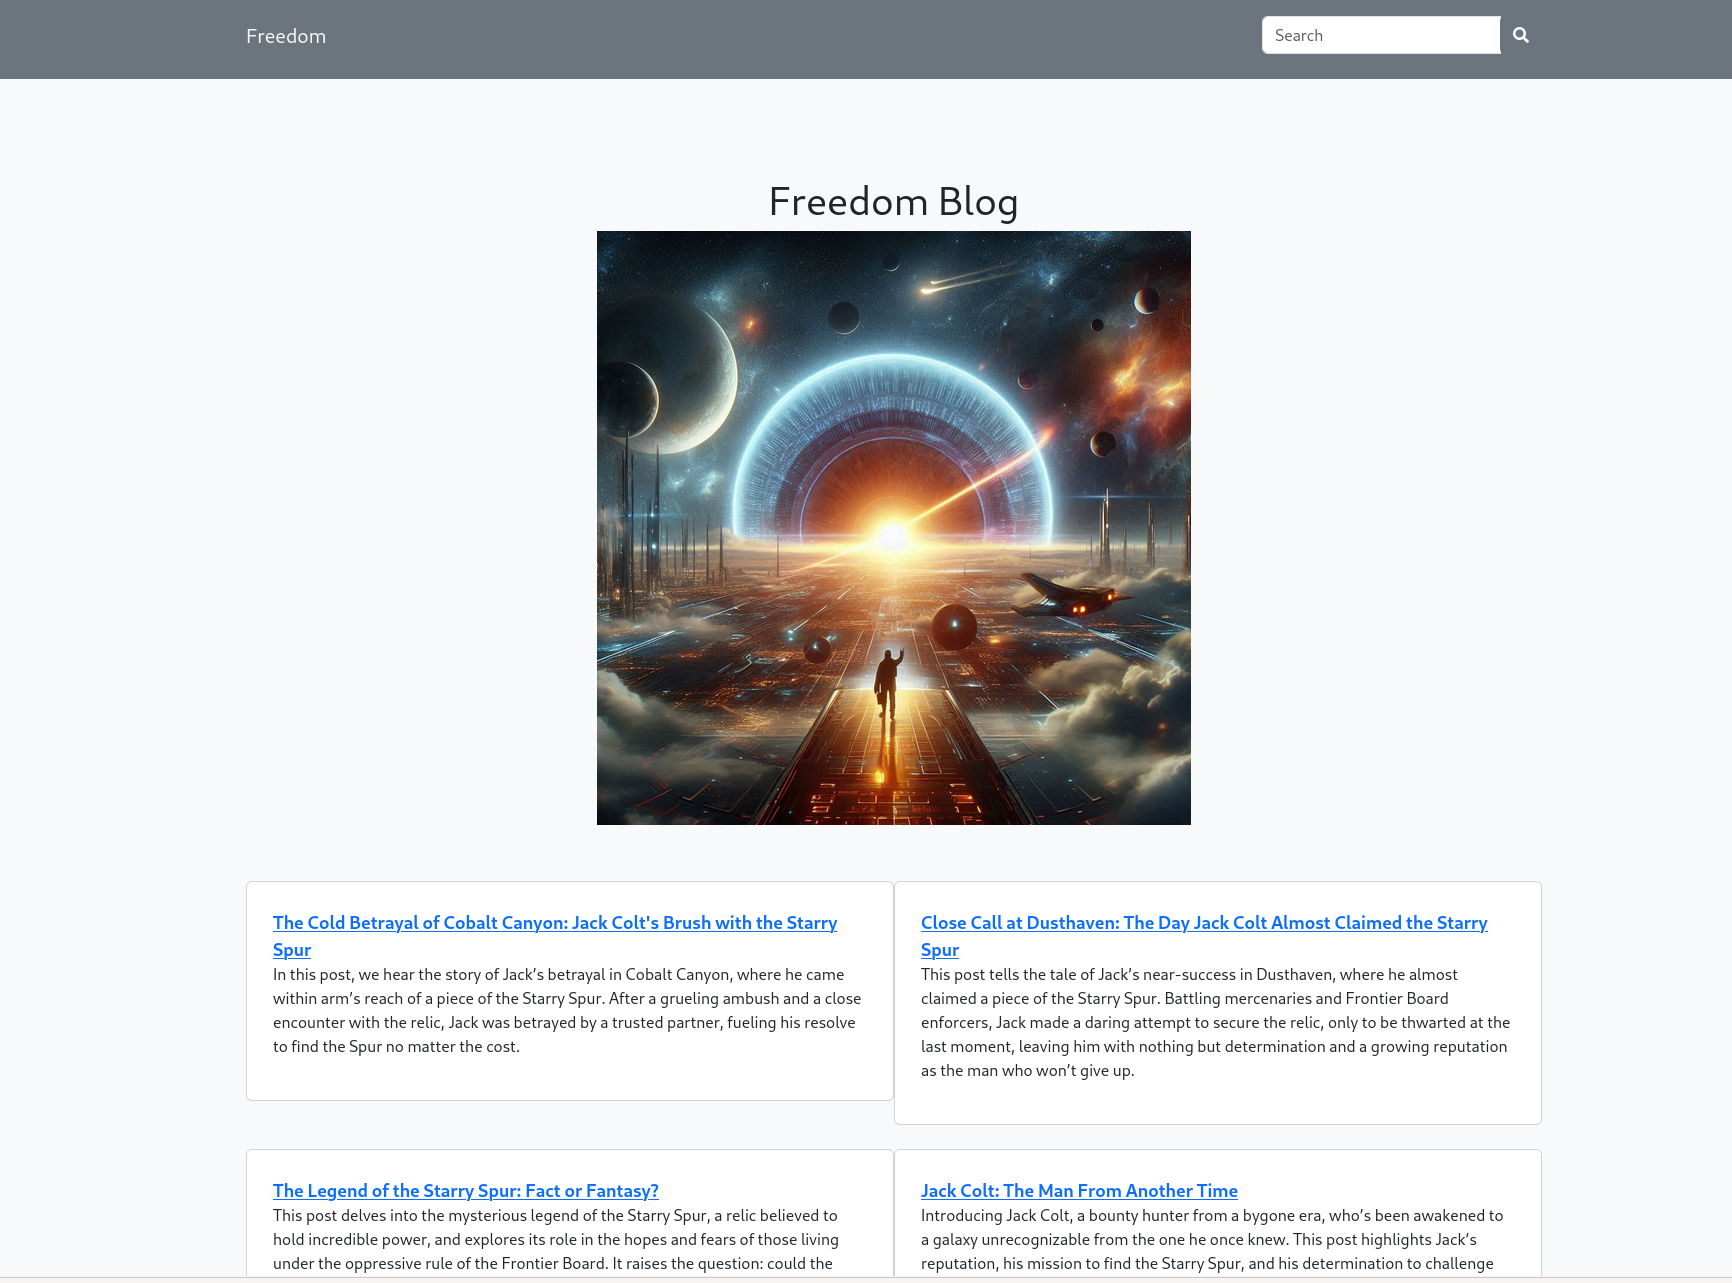 Freedom
Search
Freedom Blog
The Cold Betrayal of Cobalt Canyon: Jack Colt's Brush with the Starry
Spur
In this post, we hear the story of Jack’s betrayal in Cobalt Canyon, where he came
within arm’s reach of a piece of the Starry Spur. After a grueling ambush and a close
encounter with the relic, Jack was betrayed by a trusted partner, fueling his resolve
to find the Spur no matter the cost.
Close Call at Dusthaven: The Day Jack Colt Almost Claimed the Starry
Spur
This post tells the tale of Jack’s near-success in Dusthaven, where he almost
claimed a piece of the Starry Spur. Battling mercenaries and Frontier Board
enforcers, Jack made a daring attempt to secure the relic, only to be thwarted at the
last moment, leaving him with nothing but determination and a growing reputation
as the man who won’t give up.
The Legend of the Starry Spur: Fact or Fantasy?
This post delves into the mysterious legend of the Starry Spur, a relic believed to
hold incredible power, and explores its role in the hopes and fears of those living
under the oppressive rule of the Frontier Board. It raises the question: could the
Jack Colt: The Man From Another Time
Introducing Jack Colt, a bounty hunter from a bygone era, who’s been awakened to
a galaxy unrecognizable from the one he once knew. This post highlights Jack’s
reputation, his mission to find the Starry Spur, and his determination to challenge